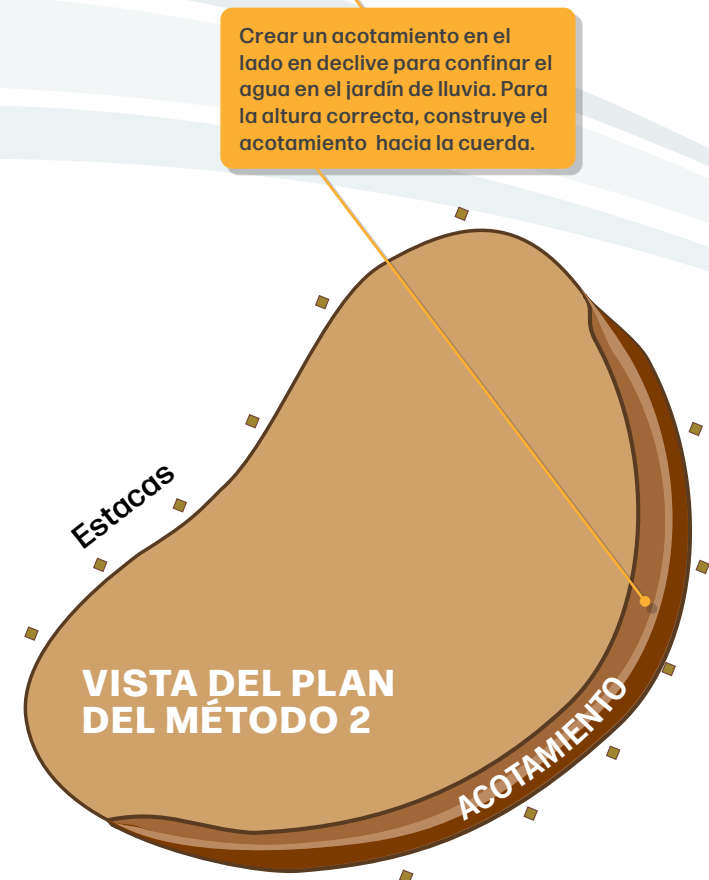 Crear un acotamiento en el
lado en declive para confinar el
agua en el jardín de lluvia. Para
la altura correcta, construye el
acotamiento hacia la cuerda.
Estacas
VISTA DEL PLAN
DEL MÉTODO 2
ACOTAMIENTO